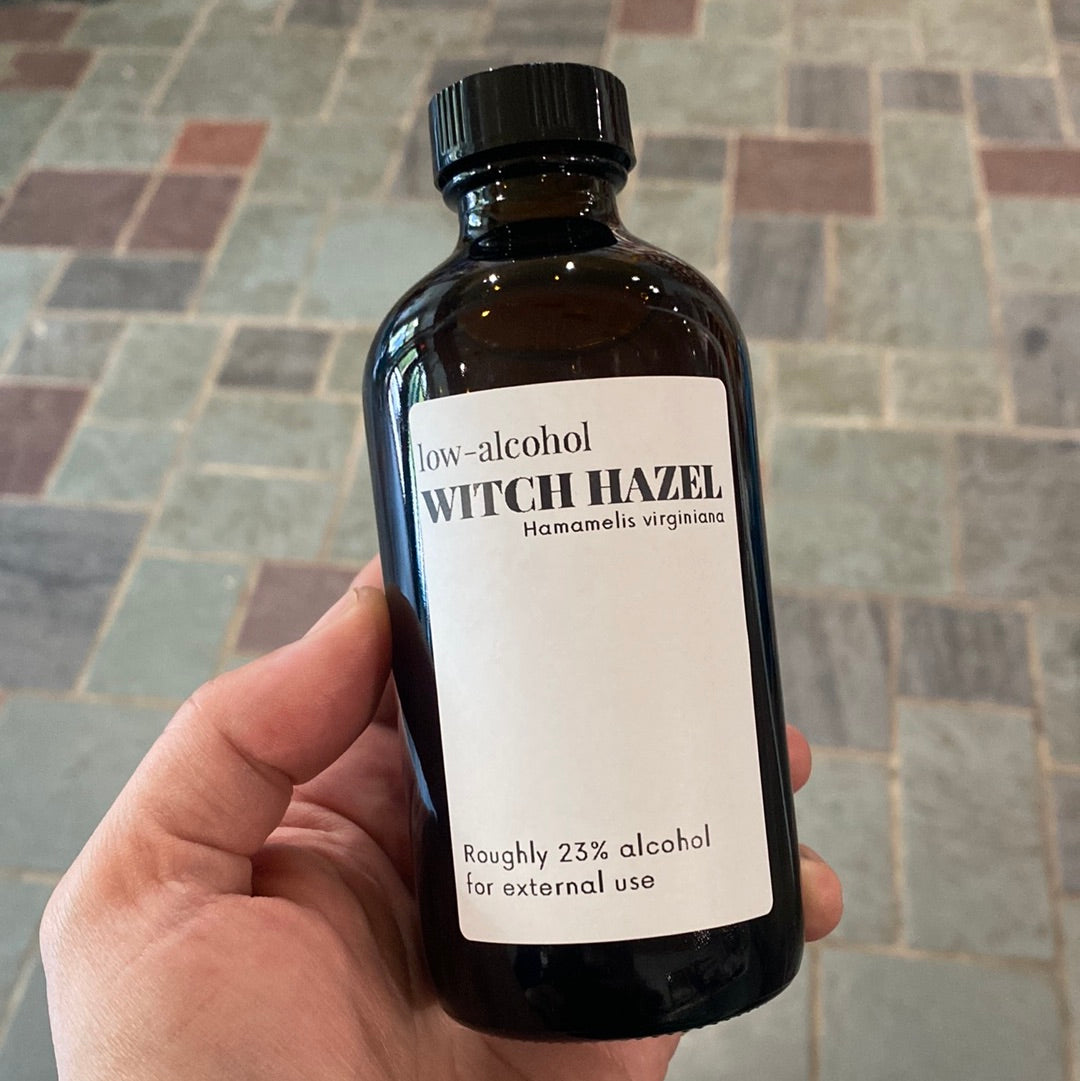 low-alcohol
WITCH HAZEL
Hamamelis virginiana
Roughly 23% alcohol
for external use